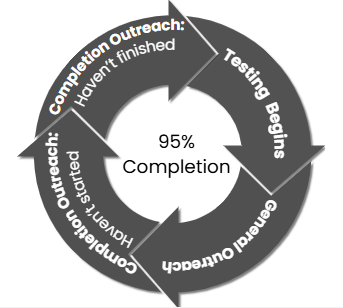 Completion Outreach:
Haven't finished
Testing Begins
General Outreach
Completion Outreach:
Haven't started
95%
Completion